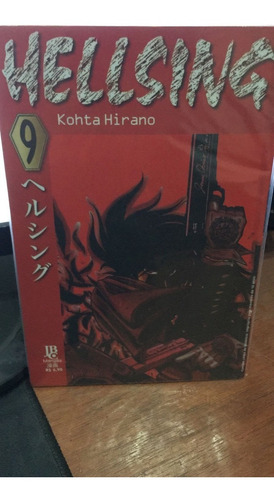 HELLSING
Kohta Hirano
9
ヘルシング
JBC